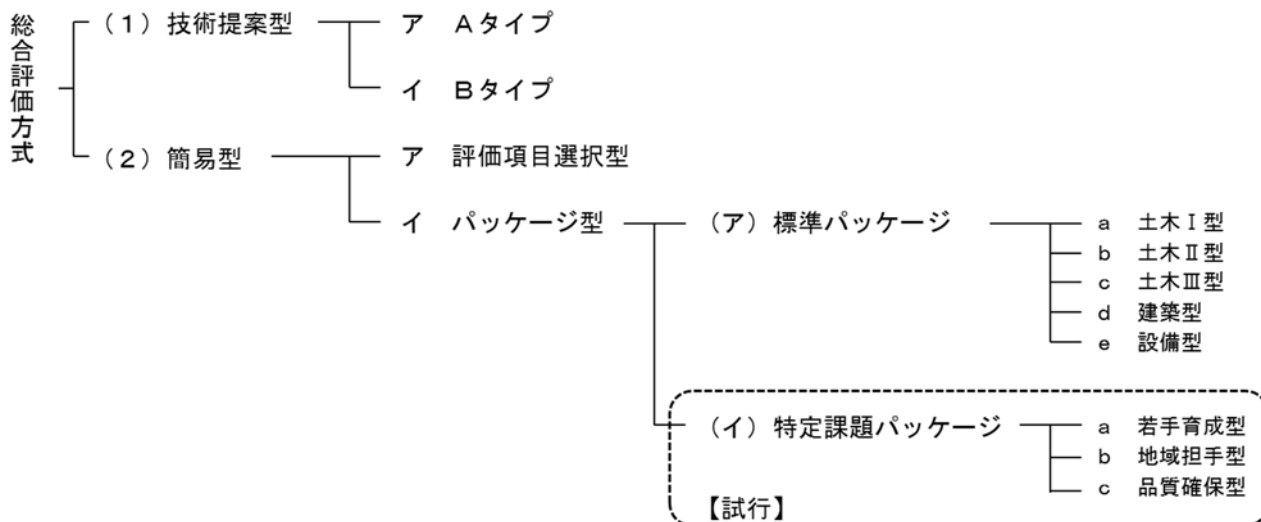 総合評価方式
（１）技術提案型 ア Ａタイプ
イ Ｂタイプ
（２）簡易型 ア 評価項目選択型
イ パッケージ型 （ア）標準パッケージ a 土木Ⅰ型
b 土木Ⅱ型
c 土木Ⅲ型
d 建築型
e 設備型
（イ）特定課題パッケージ a 若手育成型
b 地域担手型
c 品質確保型
【試行】